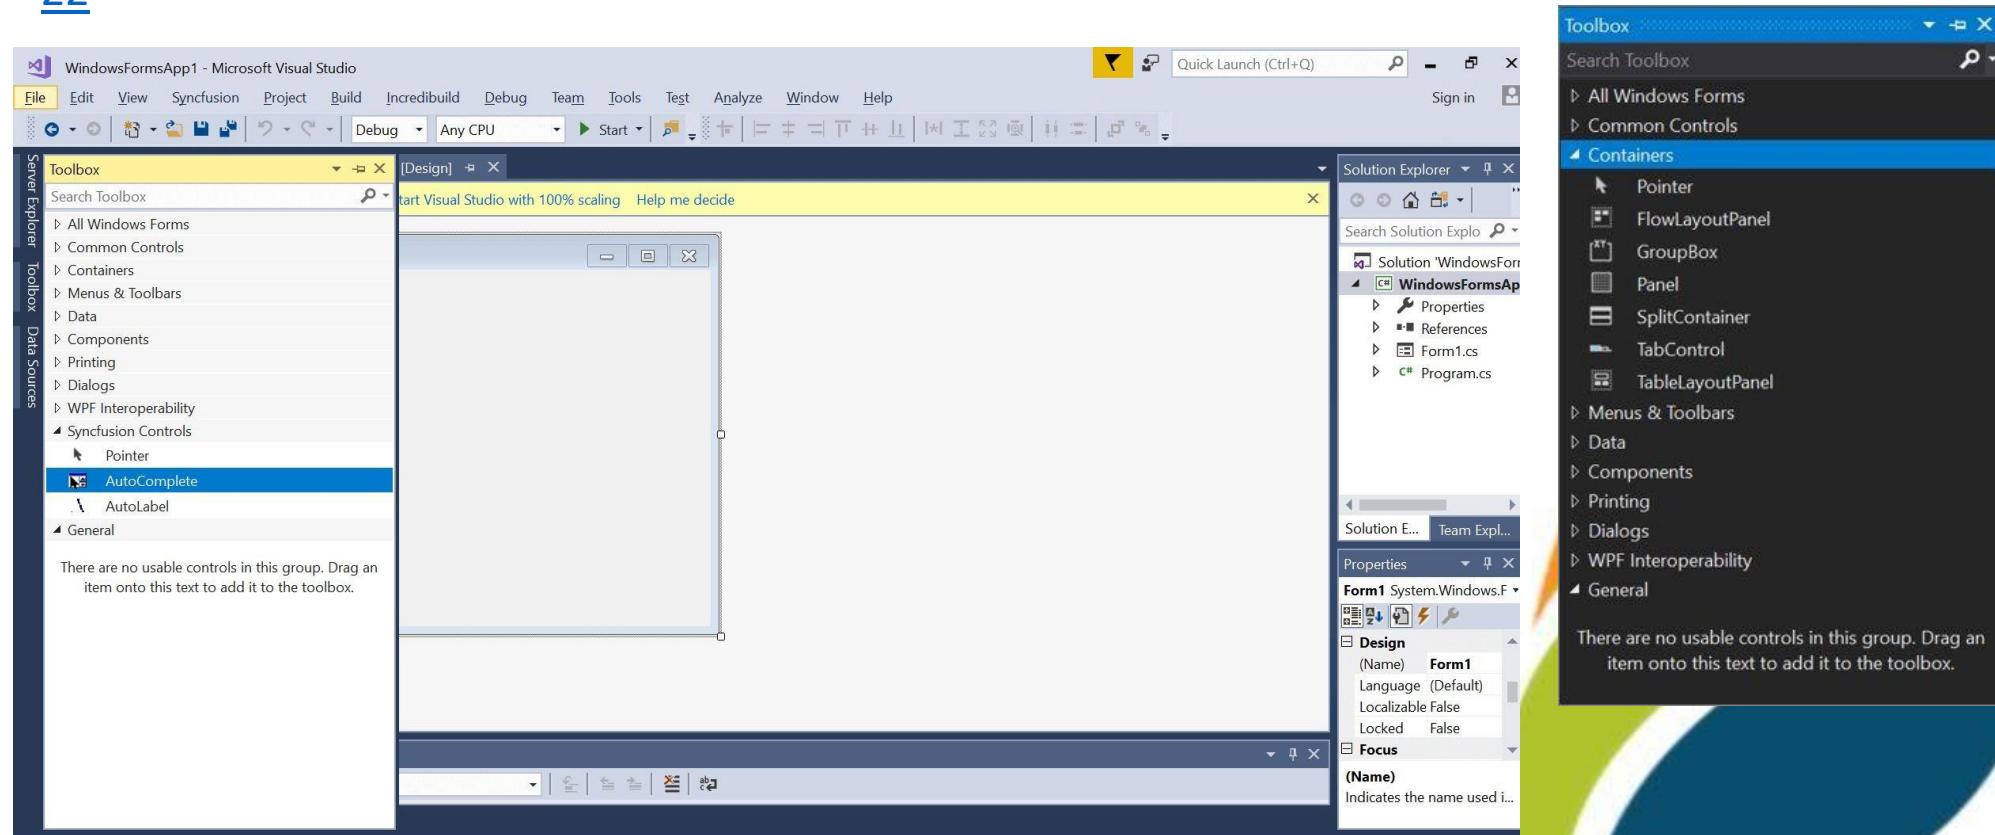 22
WindowsFormsApp1 - Microsoft Visual Studio
Quick Launch (Ctrl+Q)
File Edit View Syncfusion Project Build Incredibuild Debug Team Tools Test Analyze Window Help
Sign in
Debug Any CPU Start
Server Explorer
Toolbox
Data Sources
Toolbox
Search Toolbox
All Windows Forms
Common Controls
Containers
Menus & Toolbars
Data
Components
Printing
Dialogs
WPF Interoperability
Syncfusion Controls
Pointer
AutoComplete
AutoLabel
General
There are no usable controls in this group. Drag an
item onto this text to add it to the toolbox.
[Design]
tart Visual Studio with 100% scaling Help me decide
Solution Explorer
Search Solution Explo
Solution 'WindowsForr
WindowsFormsAp
Properties
References
Form1.cs
Program.cs
Solution E... Team Expl...
Properties
Form1 System.Windows.F
Design
(Name) Form1
Language (Default)
Localizable False
Locked False
Focus
(Name)
Indicates the name used i...
Toolbox
Search Toolbox
All Windows Forms
Common Controls
Containers
Pointer
FlowLayoutPanel
GroupBox
Panel
SplitContainer
TabControl
TableLayoutPanel
Menus & Toolbars
Data
Components
Printing
Dialogs
WPF Interoperability
General
There are no usable controls in this group. Drag an
item onto this text to add it to the toolbox.